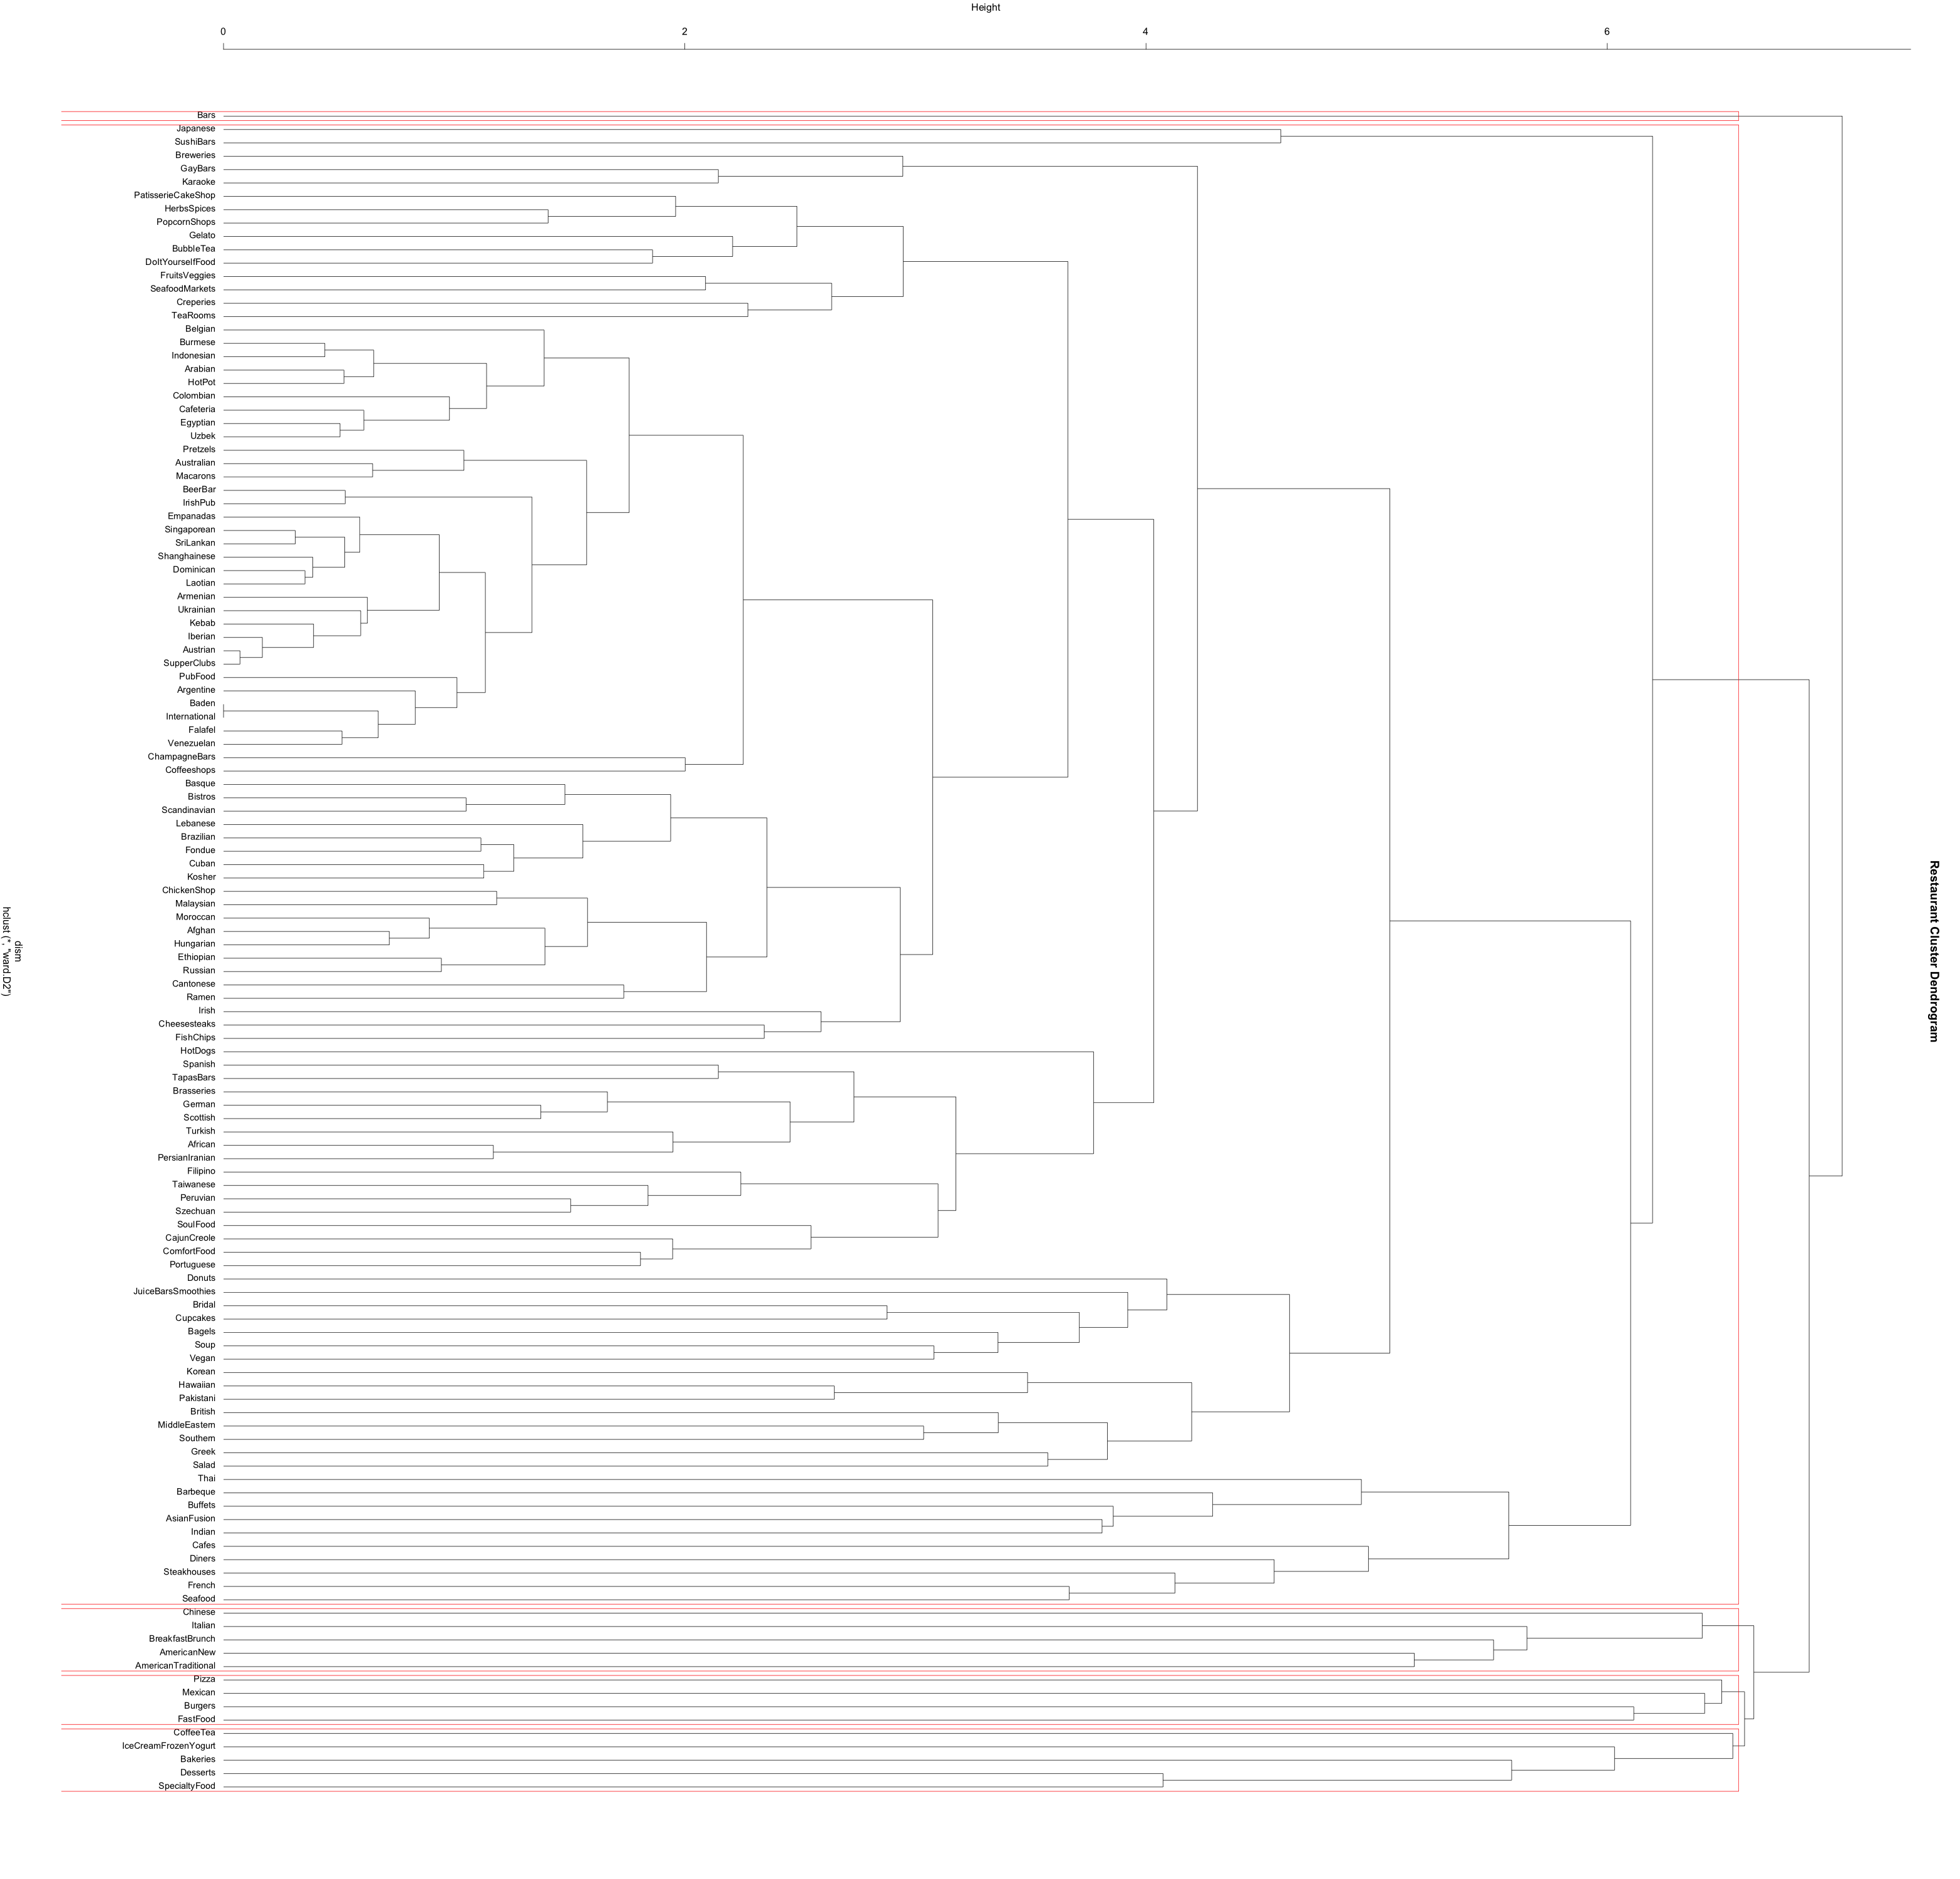 Height
0 2 4 6
Bars
Japanese
SushiBars
Breweries
GayBars
Karaoke
PatisserieCakeShop
HerbsSpices
PopcornShops
Gelato
BubbleTea
DoItYourselfFood
FruitsVeggies
SeafoodMarkets
Creperies
TeaRooms
Belgian
Burmese
Indonesian
Arabian
HotPot
Colombian
Cafeteria
Egyptian
Uzbek
Pretzels
Australian
Macarons
BeerBar
IrishPub
Empanadas
Singaporean
SriLankan
Shanghainese
Dominican
Laotian
Armenian
Ukrainian
Kebab
Iberian
Austrian
SupperClubs
PubFood
Argentine
Baden
International
Falafel
Venezuelan
ChampagneBars
Coffeeshops
Basque
Bistros
Scandinavian
Lebanese
Brazilian
Fondue
Cuban
Kosher
ChickenShop
Malaysian
Moroccan
Afghan
Hungarian
Ethiopian
Russian
Cantonese
Ramen
Irish
Cheesesteaks
FishChips
HotDogs
Spanish
TapasBars
Brasseries
German
Scottish
Turkish
African
PersianIranian
Filipino
Taiwanese
Peruvian
Szechuan
SoulFood
CajunCreole
ComfortFood
Portuguese
Donuts
JuiceBarsSmoothies
Bridal
Cupcakes
Bagels
Soup
Vegan
Korean
Hawaiian
Pakistani
British
MiddleEastern
Southern
Greek
Salad
Thai
Barbeque
Buffets
AsianFusion
Indian
Cafes
Diners
Steakhouses
French
Seafood
Chinese
Italian
BreakfastBrunch
AmericanNew
AmericanTraditional
Pizza
Mexican
Burgers
FastFood
CoffeeTea
IceCreamFrozenYogurt
Bakeries
Desserts
SpecialtyFood
Restaurant Cluster Dendrogram
dism
hclust (*, "ward.D2")